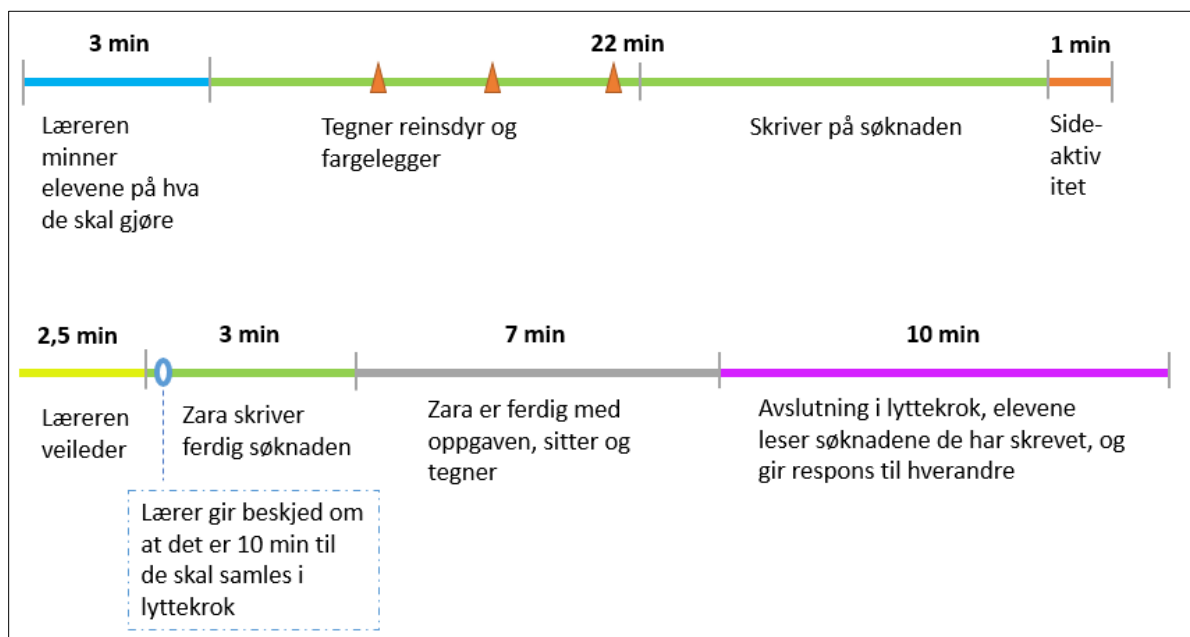 3 min
22 min
1 min
Læreren
minner
elevene på hva
de skal gjøre
Tegner reinsdyr og
fargelegger
Skriver på søknaden
Side-
aktiv
itet
2,5 min
3 min
7 min
10 min
Læreren
veileder
Zara skriver
ferdig søknaden
Zara er ferdig med
oppgaven, sitter og
tegner
Avslutning i lyttekrok, elevene
leser søknadene de har skrevet, og
gir respons til hverandre
Lærer gir beskjed om
at det er 10 min til
de skal samles i
lyttekrok